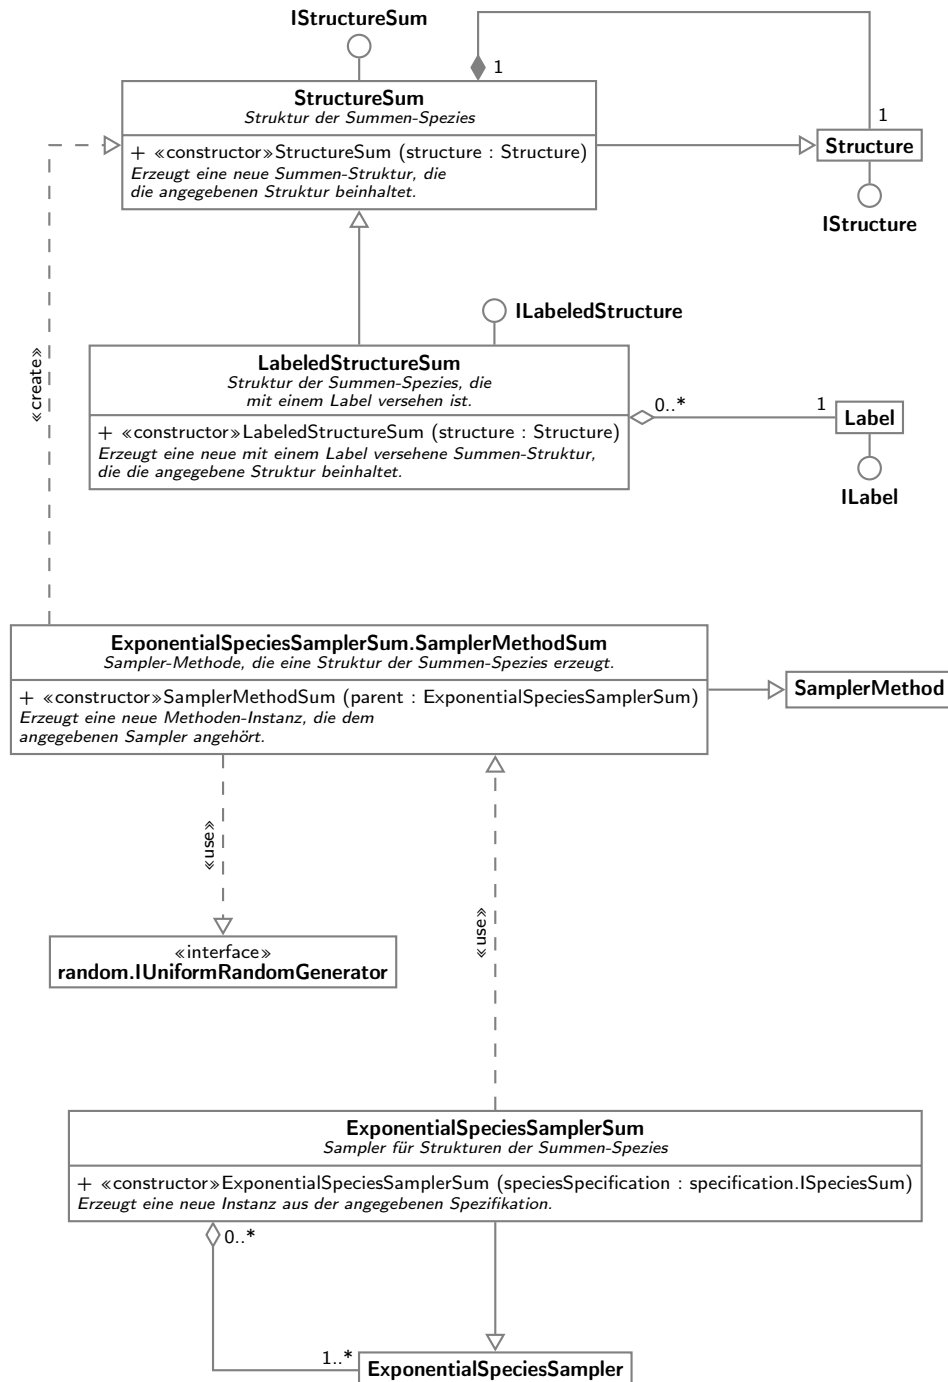 IStructureSum
1
StructureSum
Struktur der Summen-Spezies
+ «constructor»StructureSum (structure : Structure)
Erzeugt eine neue Summen-Struktur, die
die angegebenen Struktur beinhaltet.
1
Structure
IStructure
«create»
ILabeledStructure
LabeledStructureSum
Struktur der Summen-Spezies, die
mit einem Label versehen ist.
+ «constructor»LabeledStructureSum (structure : Structure)
Erzeugt eine neue mit einem Label versehene Summen-Struktur,
die die angegebene Struktur beinhaltet.
0..*
1
Label
ILabel
ExponentialSpeciesSamplerSum.SamplerMethodSum
Sampler-Methode, die eine Struktur der Summen-Spezies erzeugt.
+ «constructor»SamplerMethodSum (parent : ExponentialSpeciesSamplerSum)
Erzeugt eine neue Methoden-Instanz, die dem
angegebenen Sampler angehört.
SamplerMethod
«use»
«use»
«interface»
random.IUniformRandomGenerator
ExponentialSpeciesSamplerSum
Sampler für Strukturen der Summen-Spezies
+ «constructor»ExponentialSpeciesSamplerSum (speciesSpecification : specification.ISpeciesSum)
Erzeugt eine neue Instanz aus der angegebenen Spezifikation.
0..*
1..*
ExponentialSpeciesSampler